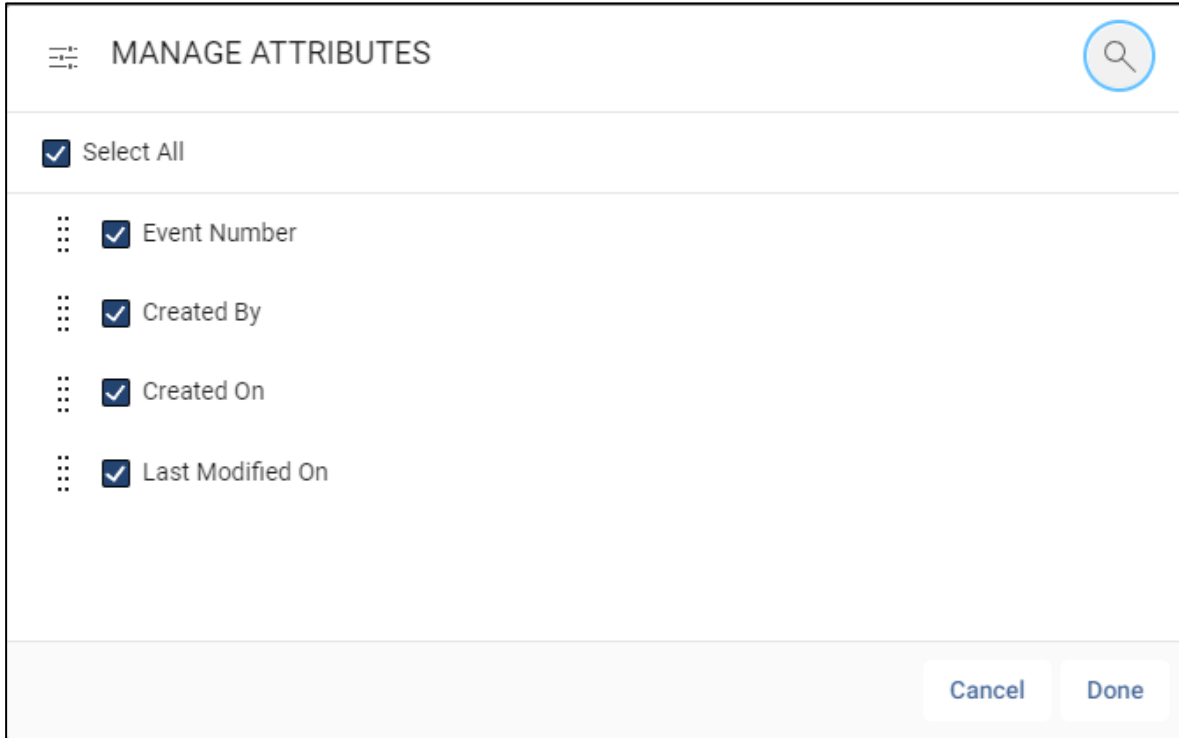 MANAGE ATTRIBUTES
Select All
Event Number
Created By
Created On
Last Modified On
Cancel Done